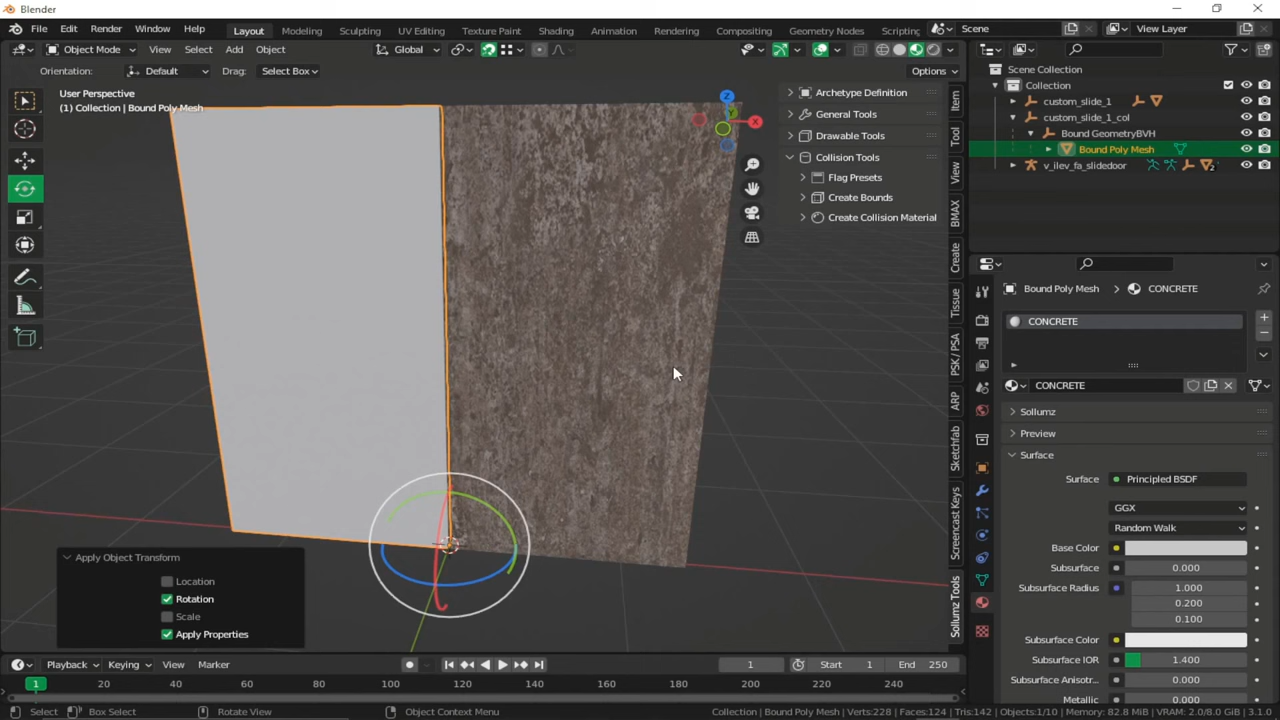 Blender
File Edit Render Window Help Layout Modeling Sculpting UV Editing Texture Paint Shading Animation Rendering Compositing Geometry Nodes Scripting Scene View Layer
Object Mode View Select Add Object Global
Orientation: Default Drag: Select Box Options
User Perspective
(1) Collection | Bound Poly Mesh
Z
Y
X
Archetype Definition
General Tools
Drawable Tools
Collision Tools
Flag Presets
Create Bounds
Create Collision Material
Item
Tool
View
BMAX
Create
Tissue
PSK / PSA
ARP
Sketchfab
Screencast Keys
Sollumz Tools
Scene Collection
Collection
custom_slide_1
custom_slide_1_col
Bound GeometryBVH
Bound Poly Mesh
v_ilev_fa_slidedoor 2
Bound Poly Mesh > CONCRETE
CONCRETE
CONCRETE
Sollumz
Preview
Surface
Surface Principled BSDF
GGX
Random Walk
Base Color
Subsurface 0.000
Subsurface Radius 1.000
0.200
0.100
Subsurface Color
Subsurface IOR 1.400
Subsurface Anisotr... 0.000
Metallic 0.000
Apply Object Transform
Location
Rotation
Scale
Apply Properties
Playback Keying View Marker 1 Start 1 End 250
1 20 40 60 80 100 120 140 160 180 200 220 240
Select Box Select Rotate View Object Context Menu Collection | Bound Poly Mesh | Verts:228 | Faces:124 | Tris:142 | Objects:1/10 | Memory: 82.8 MiB | VRAM: 2.0/8.0 GiB | 3.1.0